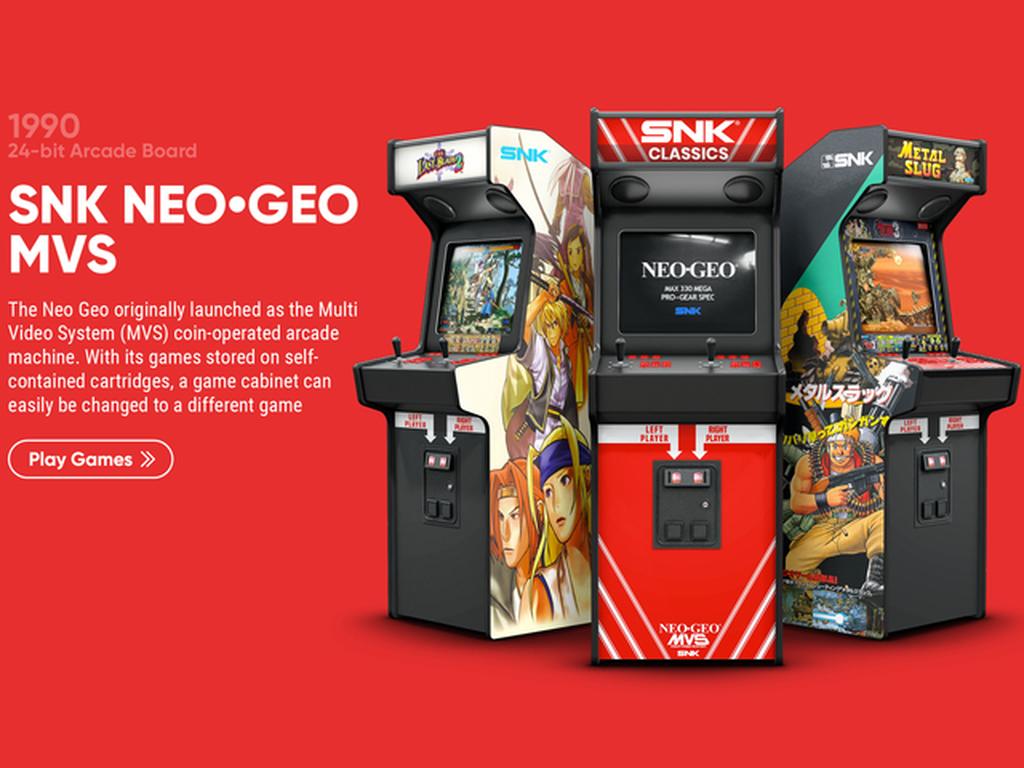 1990
24-bit Arcade Board
SNK NEO•GEO
MVS
The Neo Geo originally launched as the Multi
Video System (MVS) coin-operated arcade
machine. With its games stored on self-
contained cartridges, a game cabinet can
easily be changed to a different game
Play Games
LAST BLADE 2
SNK
LEFT
PLAYER
RIGHT
PLAYER
SNK
CLASSICS
NEO•GEO
MAX 330 MEGA
PRO-GEAR SPEC
SNK
LEFT
PLAYER
RIGHT
PLAYER
NEO•GEO
MVS
SNK
SNK
METAL
SLUG
メタルスラッグ
LEFT
PLAYER
RIGHT
PLAYER